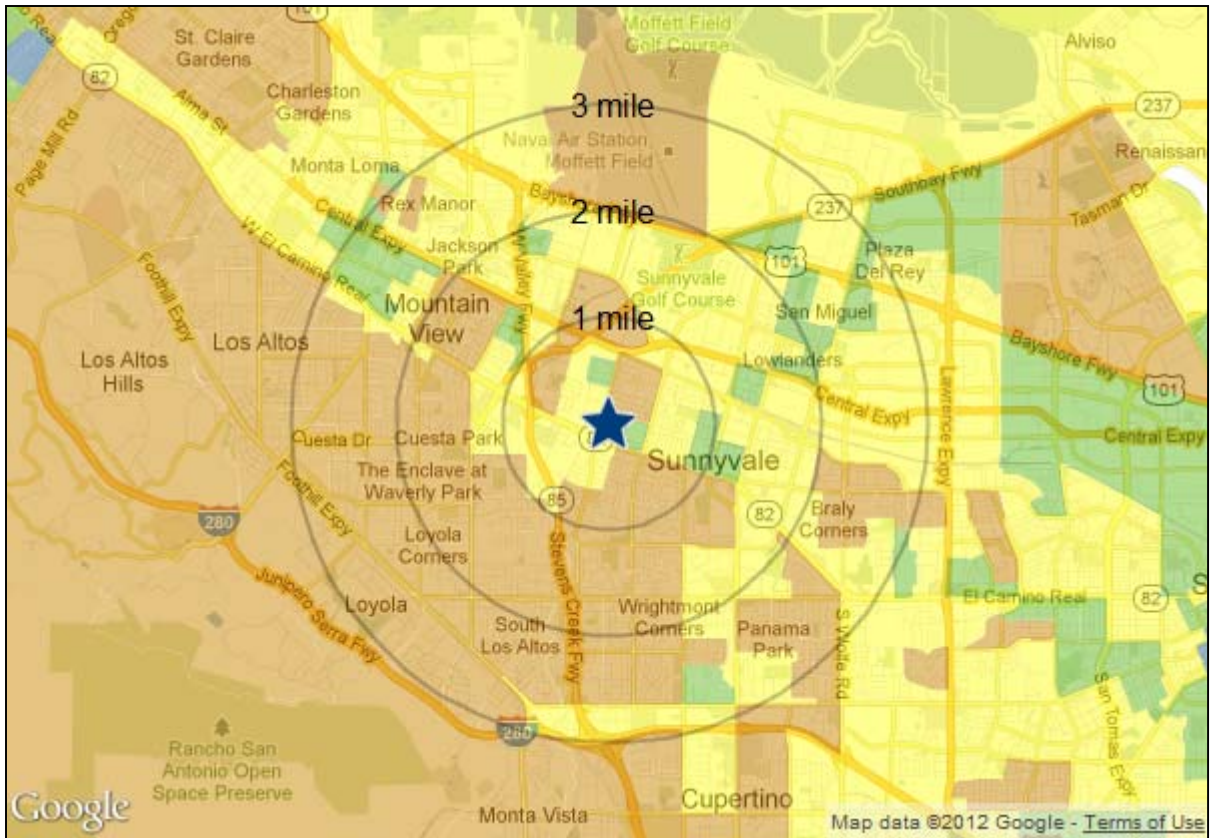 Moffett Field
Golf Course
Alviso
St. Claire
Gardens
101
82
Charleston
Gardens
Alma St
Page Mill Rd
3 mile
237
Naval Air Station
Moffett Field
Renaissan
Monta Loma
Southbay Fwy
Tasman Dr
Rex Manor
Bayshore Fwy
237
2 mile
Central Expy
W El Camino Real
Jackson
Park
W Valley Fwy
Plaza
Del Rey
101
Foothill Expy
Sunnyvale
Golf Course
Mountain
View
San Miguel
1 mile
Los Altos
Los Altos
Hills
Lowlanders
Bayshore Fwy
101
Central Expy
Lawrence Expy
Cuesta Dr
Cuesta Park
Central Expy
Sunnyvale
The Enclave at
Waverly Park
Foothill Expy
85
82
280
Braly
Corners
Loyola
Corners
Stevens Creek Fwy
Junipero Serra Fwy
Loyola
Wrightmont
Corners
El Camino Real
82
South
Los Altos
Panama
Park
S Wolfe Rd
San Tomas Expy
280
Rancho San
Antonio Open
Space Preserve
Cupertino
Monta Vista
Google
Map data ©2012 Google - Terms of Use